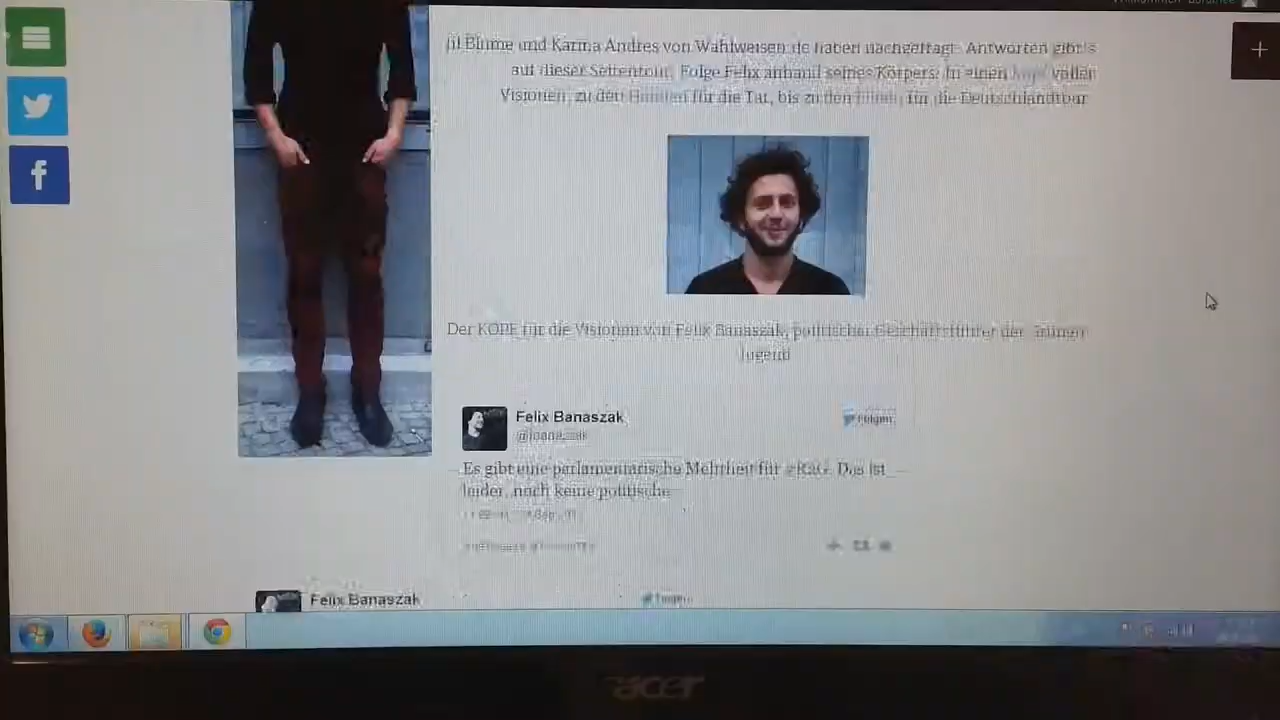 Blume und Karina Andres von Wahlweisen.de haben nachgefragt. Antworten gibt's
auf dieser Seitentour. Folge Felix anhand seines Körpers: In einen Kopf voller
Visionen, zu den für die Tat, bis zu den für die Deutschlandtour
Der KOPF für die Visionen von Felix Banaszak, politischer Geschäftsführer der Grünen
Jugend
Felix Banaszak
Folgen
Es gibt eine parlamentarische Mehrheit für Das ist
leider noch keine politische
Felix Banaszak
Folgen
acer